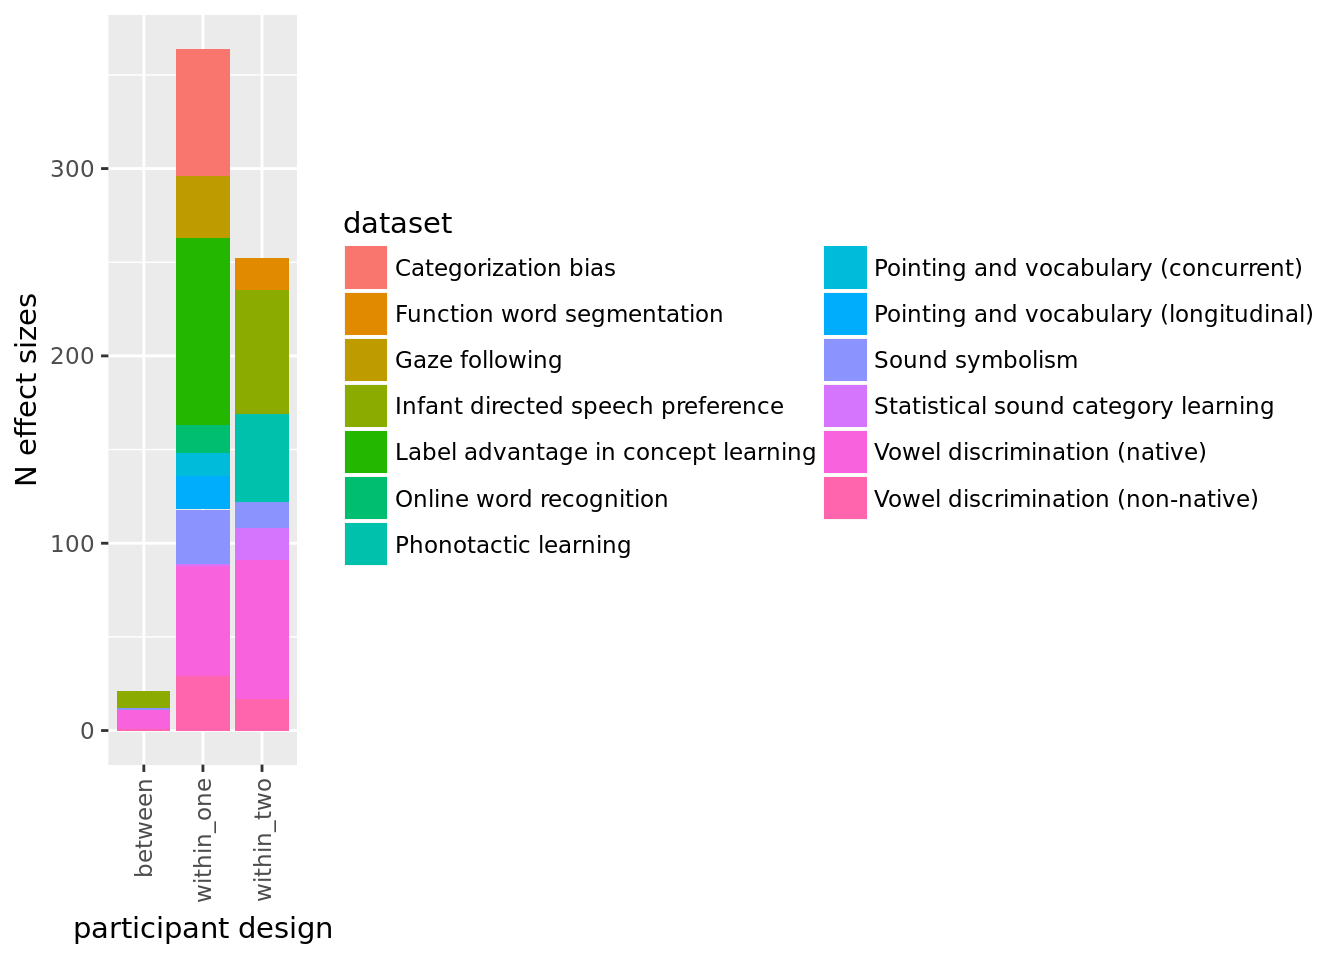 N effect sizes
300
200
100
0
between
within_one
within_two
participant design
dataset
Categorization bias
Function word segmentation
Gaze following
Infant directed speech preference
Label advantage in concept learning
Online word recognition
Phonotactic learning
Pointing and vocabulary (concurrent)
Pointing and vocabulary (longitudinal)
Sound symbolism
Statistical sound category learning
Vowel discrimination (native)
Vowel discrimination (non-native)